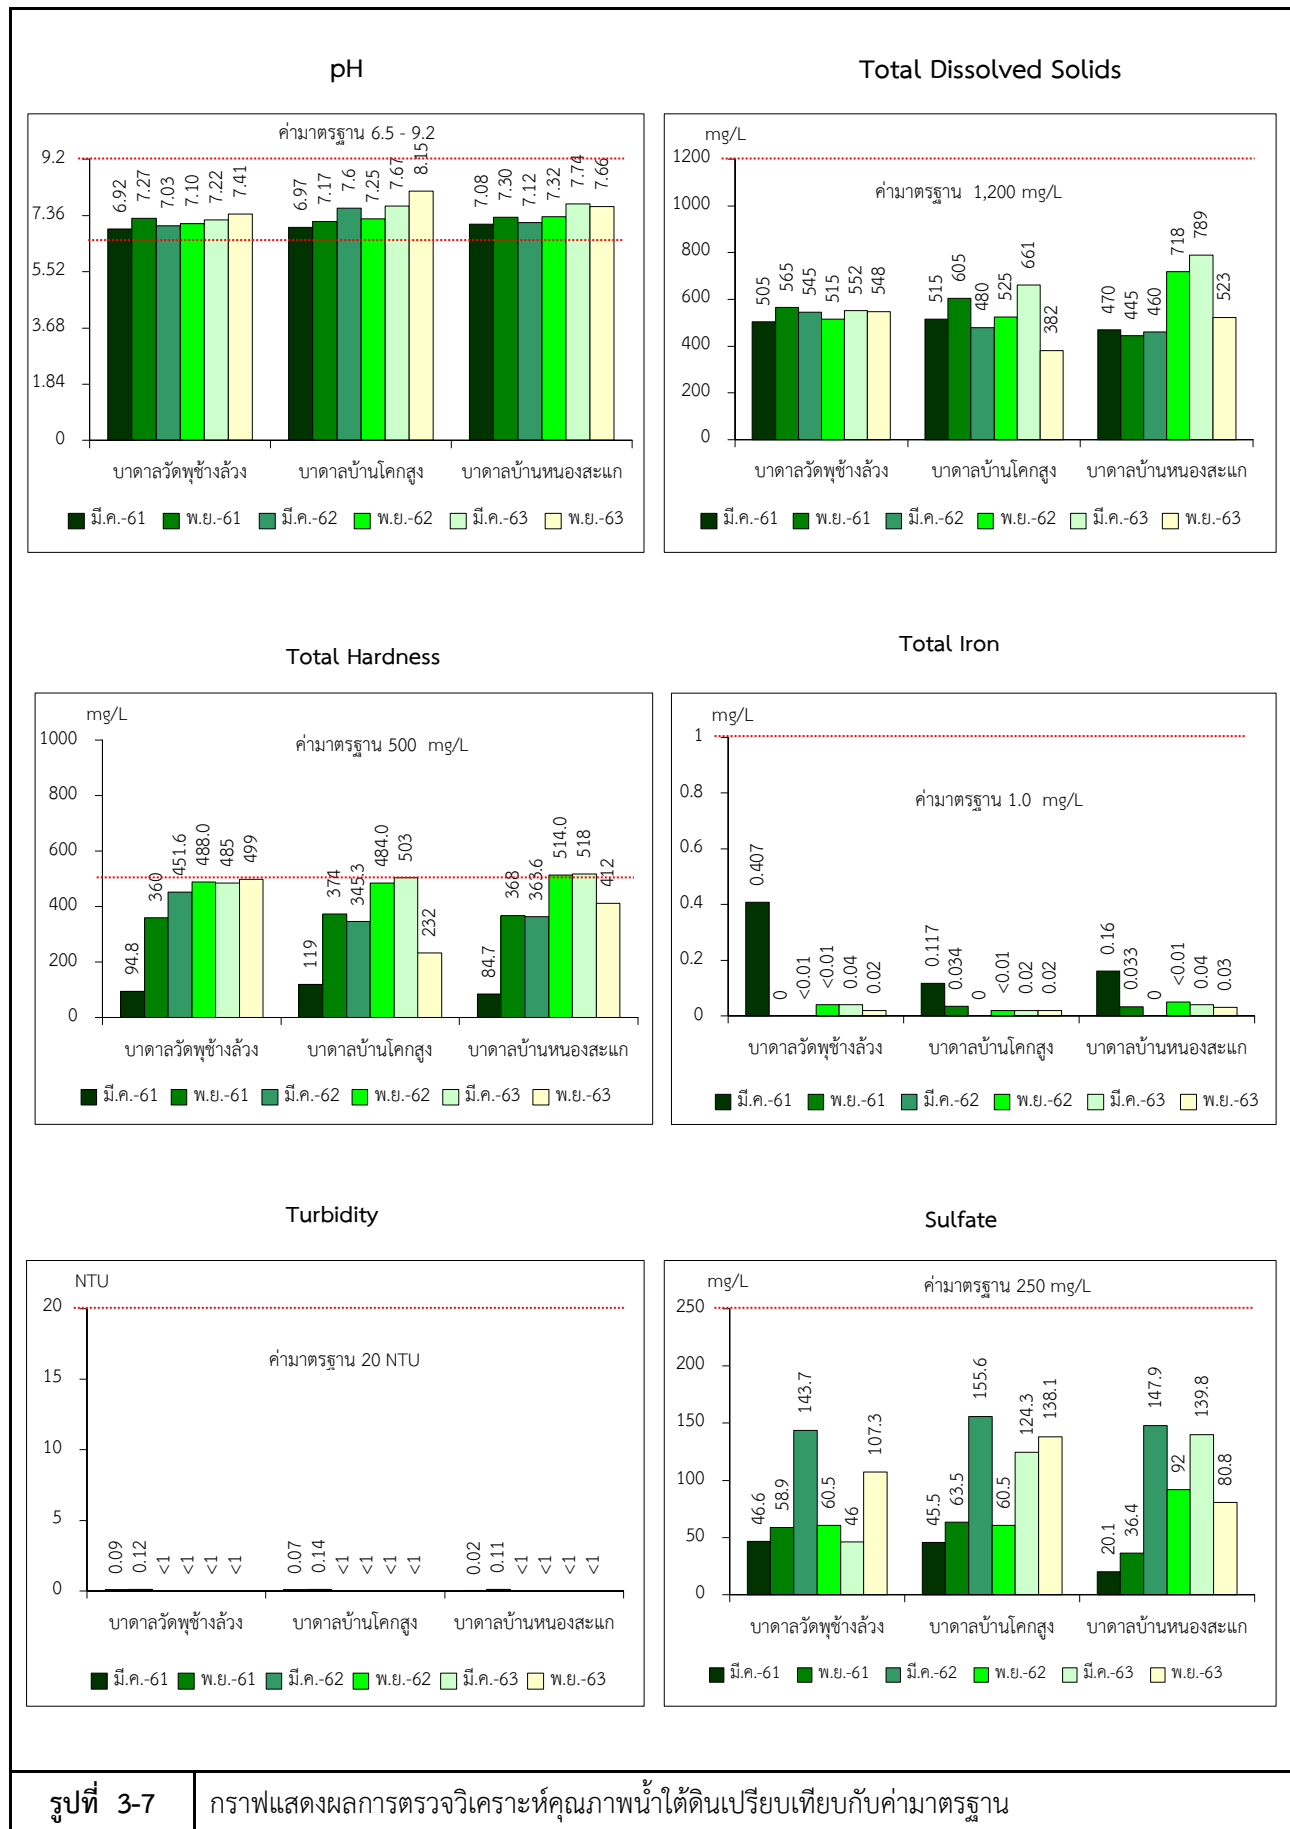 pH
ค่ามาตรฐาน 6.5 - 9.2
9.2
7.36
5.52
3.68
1.84
0
6.92 7.27 7.03 7.10 7.22 7.41
6.97 7.17 7.6 7.25 7.67 8.15
7.08 7.30 7.12 7.32 7.74 7.66
บาดาลวัดพุช้างล้วง บาดาลบ้านโคกสูง บาดาลบ้านหนองสะแก
มี.ค.-61 พ.ย.-61 มี.ค.-62 พ.ย.-62 มี.ค.-63 พ.ย.-63
Total Dissolved Solids
mg/L
ค่ามาตรฐาน 1,200 mg/L
1200
1000
800
600
400
200
0
505 565 545 515 552 548
515 605 480 525 661 382
470 445 460 718 789 523
บาดาลวัดพุช้างล้วง บาดาลบ้านโคกสูง บาดาลบ้านหนองสะแก
มี.ค.-61 พ.ย.-61 มี.ค.-62 พ.ย.-62 มี.ค.-63 พ.ย.-63
Total Hardness
mg/L
ค่ามาตรฐาน 500 mg/L
1000
800
600
400
200
0
94.8 360 451.6 488.0 485 499
119 374 345.3 484.0 503 232
84.7 368 363.6 514.0 518 412
บาดาลวัดพุช้างล้วง บาดาลบ้านโคกสูง บาดาลบ้านหนองสะแก
มี.ค.-61 พ.ย.-61 มี.ค.-62 พ.ย.-62 มี.ค.-63 พ.ย.-63
Total Iron
mg/L
ค่ามาตรฐาน 1.0 mg/L
1
0.8
0.6
0.4
0.2
0
0.407 0 <0.01 <0.01 0.04 0.02
0.117 0.034 0 <0.01 0.02 0.02
0.16 0.033 0 <0.01 0.04 0.03
บาดาลวัดพุช้างล้วง บาดาลบ้านโคกสูง บาดาลบ้านหนองสะแก
มี.ค.-61 พ.ย.-61 มี.ค.-62 พ.ย.-62 มี.ค.-63 พ.ย.-63
Turbidity
NTU
ค่ามาตรฐาน 20 NTU
20
15
10
5
0
0.09 0.12 <1 <1 <1 <1
0.07 0.14 <1 <1 <1 <1
0.02 0.11 <1 <1 <1 <1
บาดาลวัดพุช้างล้วง บาดาลบ้านโคกสูง บาดาลบ้านหนองสะแก
มี.ค.-61 พ.ย.-61 มี.ค.-62 พ.ย.-62 มี.ค.-63 พ.ย.-63
Sulfate
mg/L
ค่ามาตรฐาน 250 mg/L
250
200
150
100
50
0
46.6 58.9 143.7 60.5 46 107.3
45.5 63.5 155.6 60.5 124.3 138.1
20.1 36.4 147.9 92 139.8 80.8
บาดาลวัดพุช้างล้วง บาดาลบ้านโคกสูง บาดาลบ้านหนองสะแก
มี.ค.-61 พ.ย.-61 มี.ค.-62 พ.ย.-62 มี.ค.-63 พ.ย.-63
รูปที่ 3-7 กราฟแสดงผลการตรวจวิเคราะห์คุณภาพน้ำใต้ดินเปรียบเทียบกับค่ามาตรฐาน